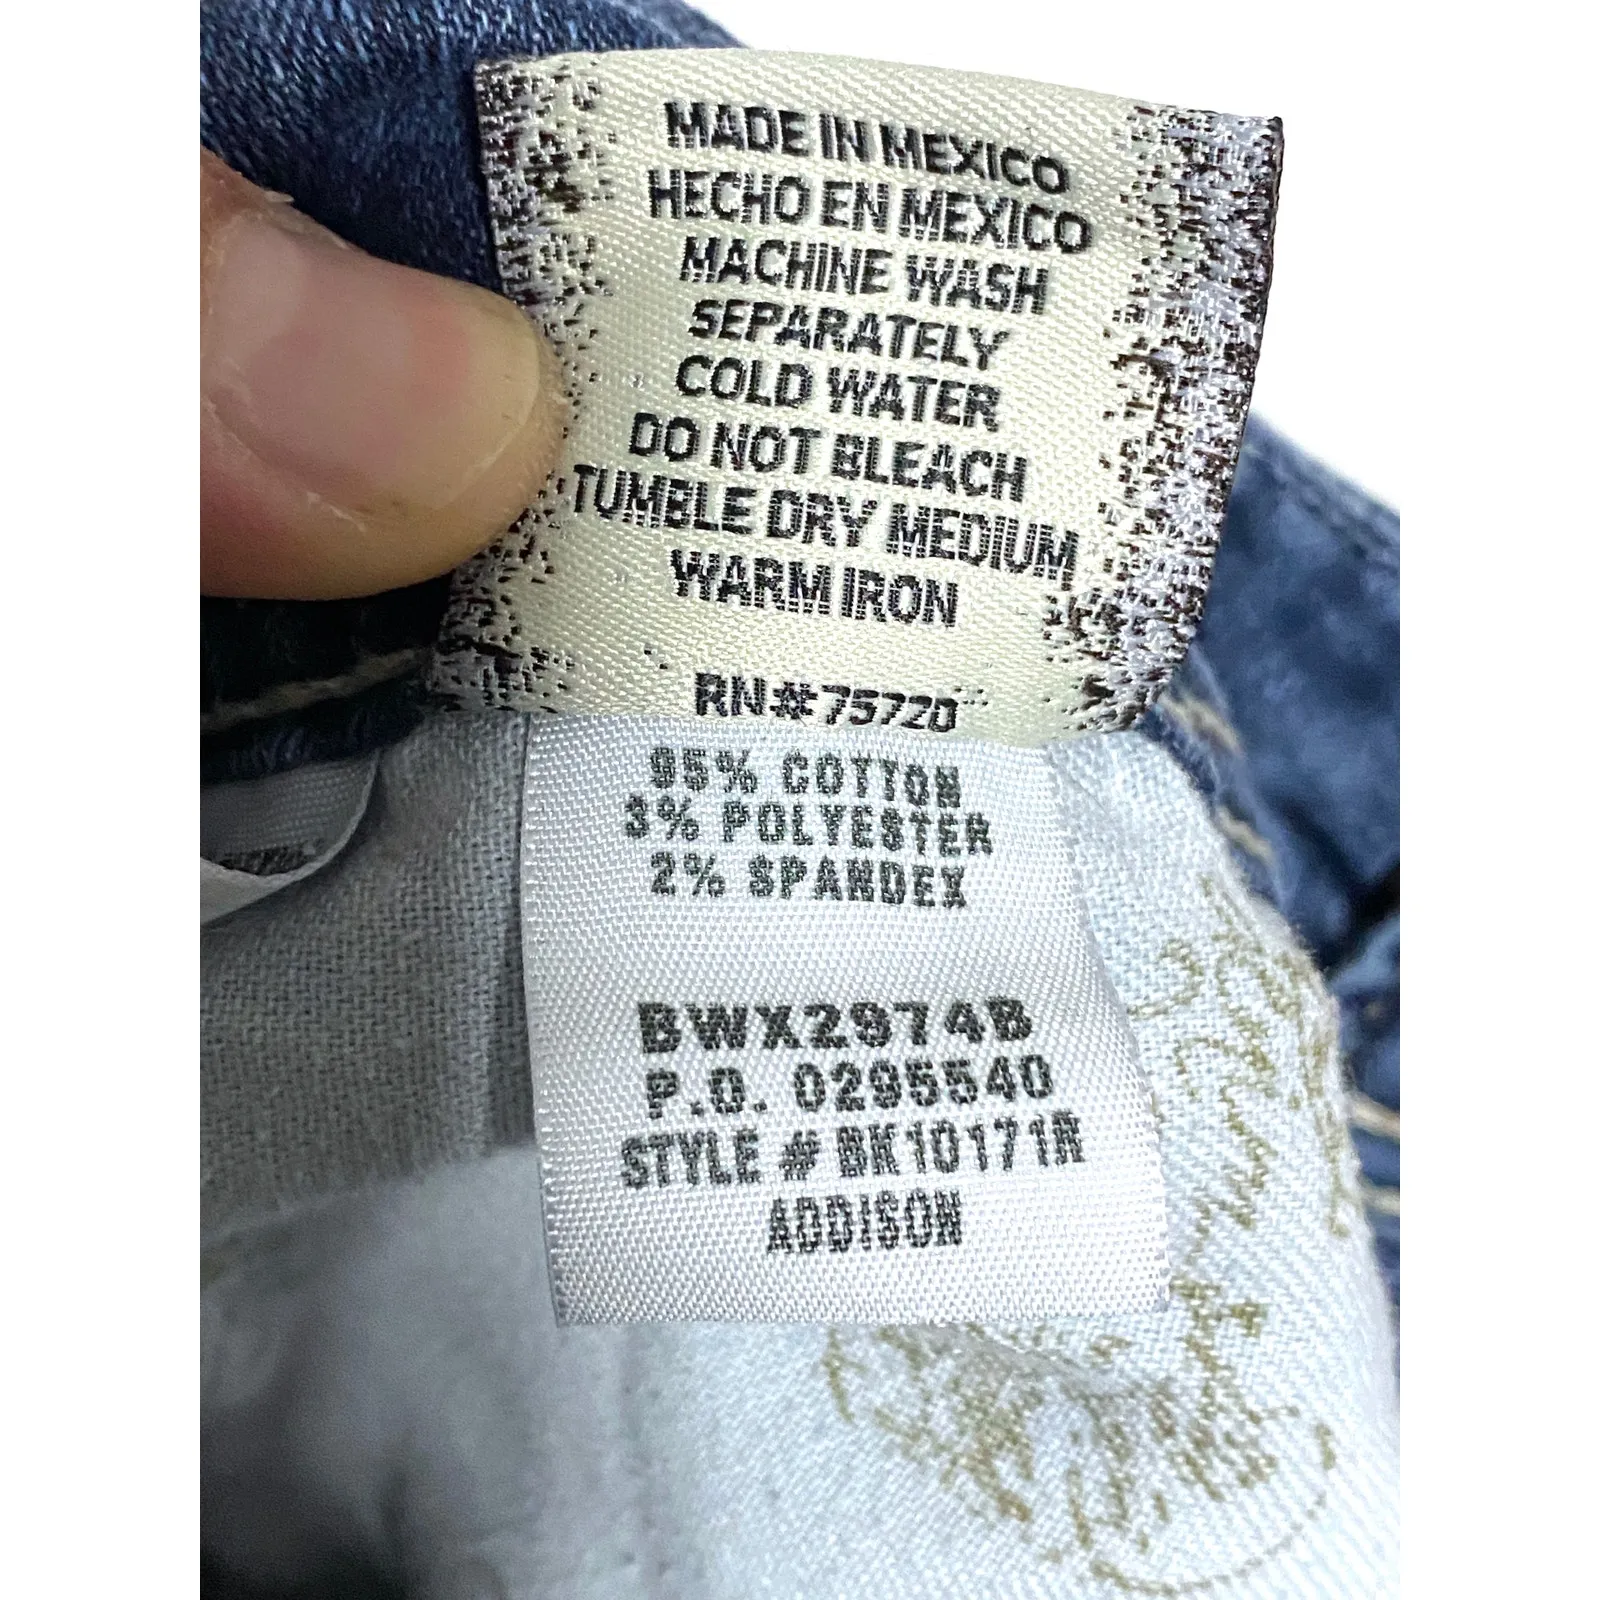 MADE IN MEXICO
HECHO EN MEXICO
MACHINE WASH
SEPARATELY
COLD WATER
DO NOT BLEACH
TUMBLE DRY MEDIUM
WARM IRON
RN#75720
95% COTTON
3% POLYESTER
2% SPANDEX
BWX2974B
P.O. 0295540
STYLE # BK10171R
ADDISON